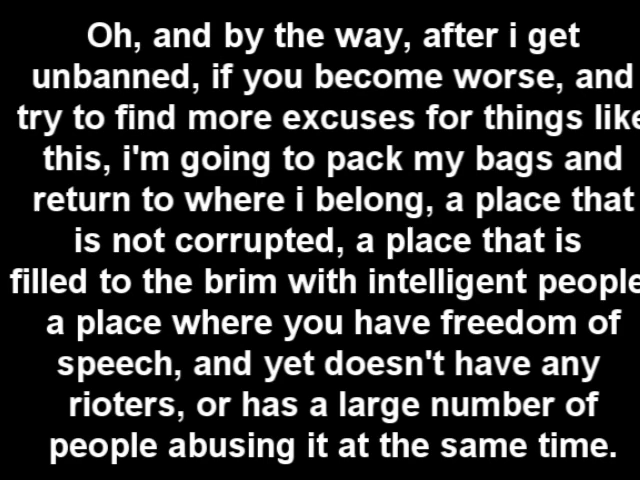 Oh, and by the way, after i get
unbanned, if you become worse, and
try to find more excuses for things like
this, i'm going to pack my bags and
return to where i belong, a place that
is not corrupted, a place that is
filled to the brim with intelligent people
a place where you have freedom of
speech, and yet doesn't have any
rioters, or has a large number of
people abusing it at the same time.